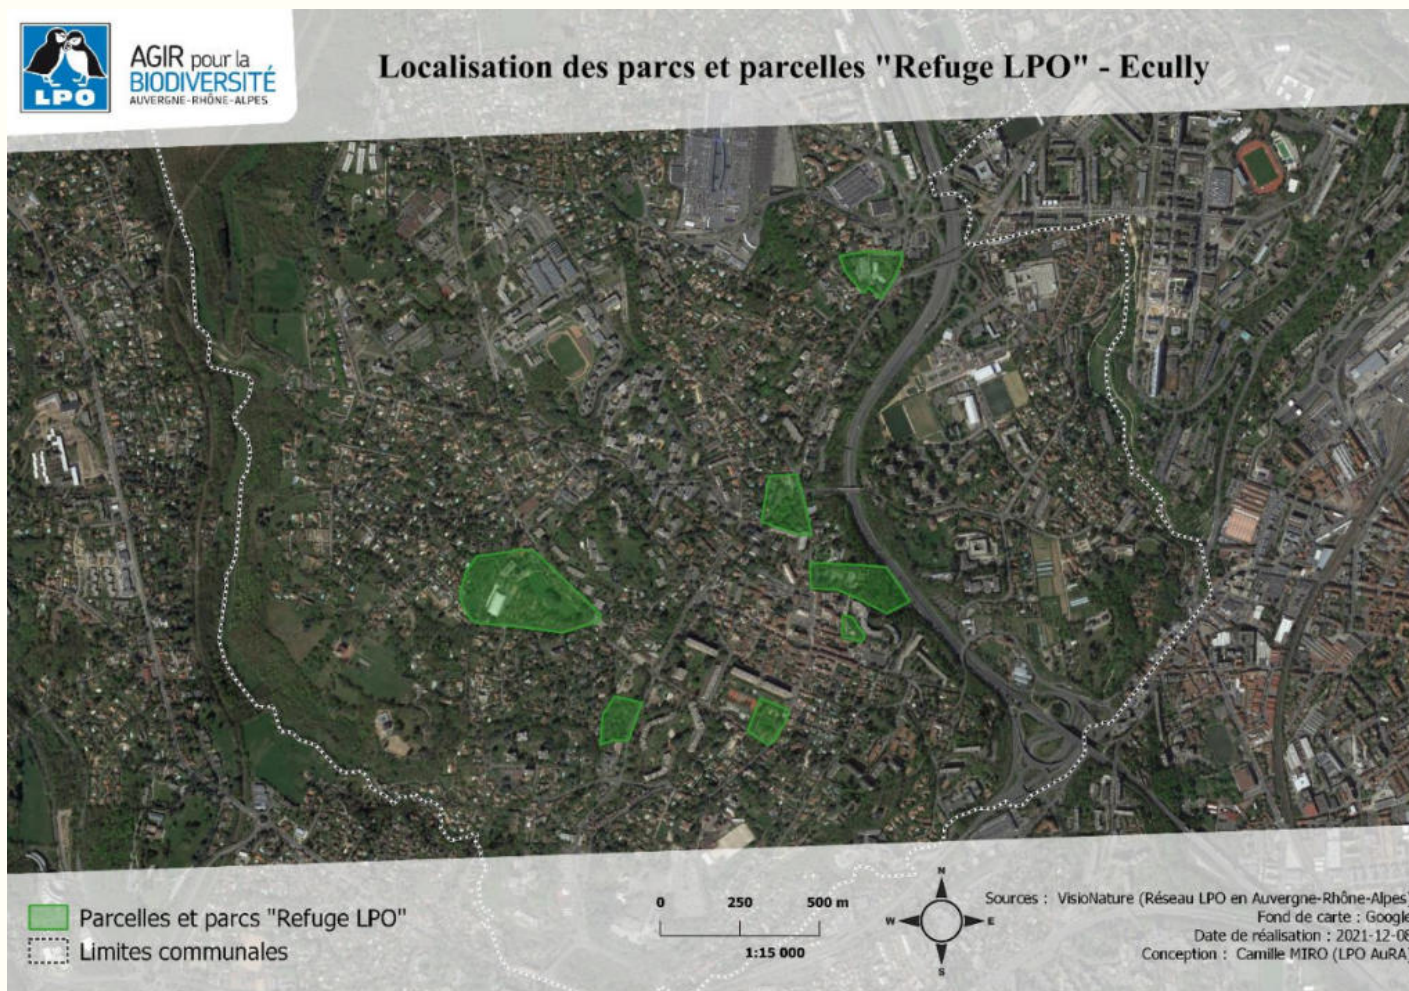 LPO
AGIR pour la
BIODIVERSITÉ
AUVERGNE-RHÔNE-ALPES
Localisation des parcs et parcelles "Refuge LPO" - Ecully
Parcelles et parcs "Refuge LPO"
Limites communales
0 250 500 m
1:15 000
N
W E
S
Sources : VisioNature (Réseau LPO en Auvergne-Rhône-Alpes)
Fond de carte : Google
Date de réalisation : 2021-12-08
Conception : Camille MIRO (LPO AuRA)